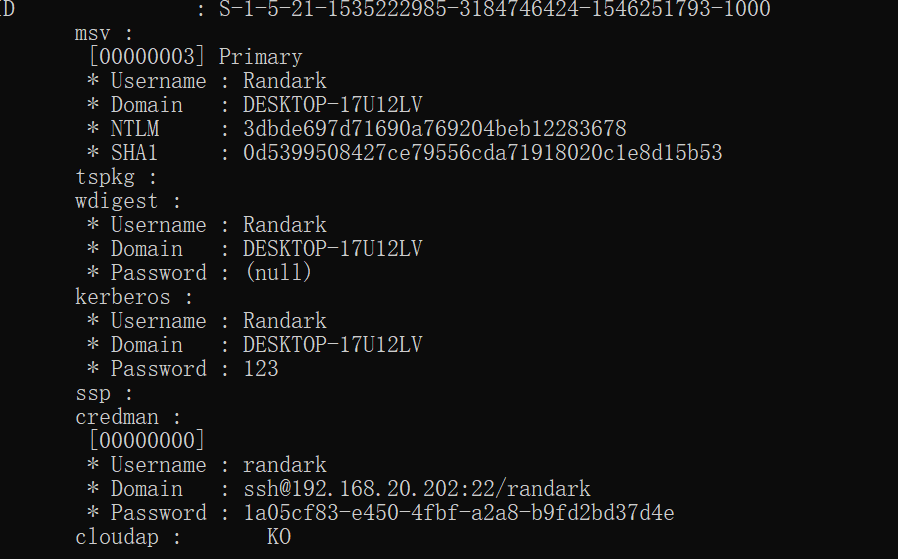 ID : S-1-5-21-1535222985-3184746424-1546251793-1000
msv :
[00000003] Primary
* Username : Randark
* Domain : DESKTOP-17U12LV
* NTLM : 3dbde697d71690a769204beb12283678
* SHA1 : 0d5399508427ce79556cda71918020c1e8d15b53
tspkg :
wdigest :
* Username : Randark
* Domain : DESKTOP-17U12LV
* Password : (null)
kerberos :
* Username : Randark
* Domain : DESKTOP-17U12LV
* Password : 123
ssp :
credman :
[00000000]
* Username : randark
* Domain : ssh@192.168.20.202:22/randark
* Password : 1a05cf83-e450-4fbf-a2a8-b9fd2bd37d4e
cloudap : KO